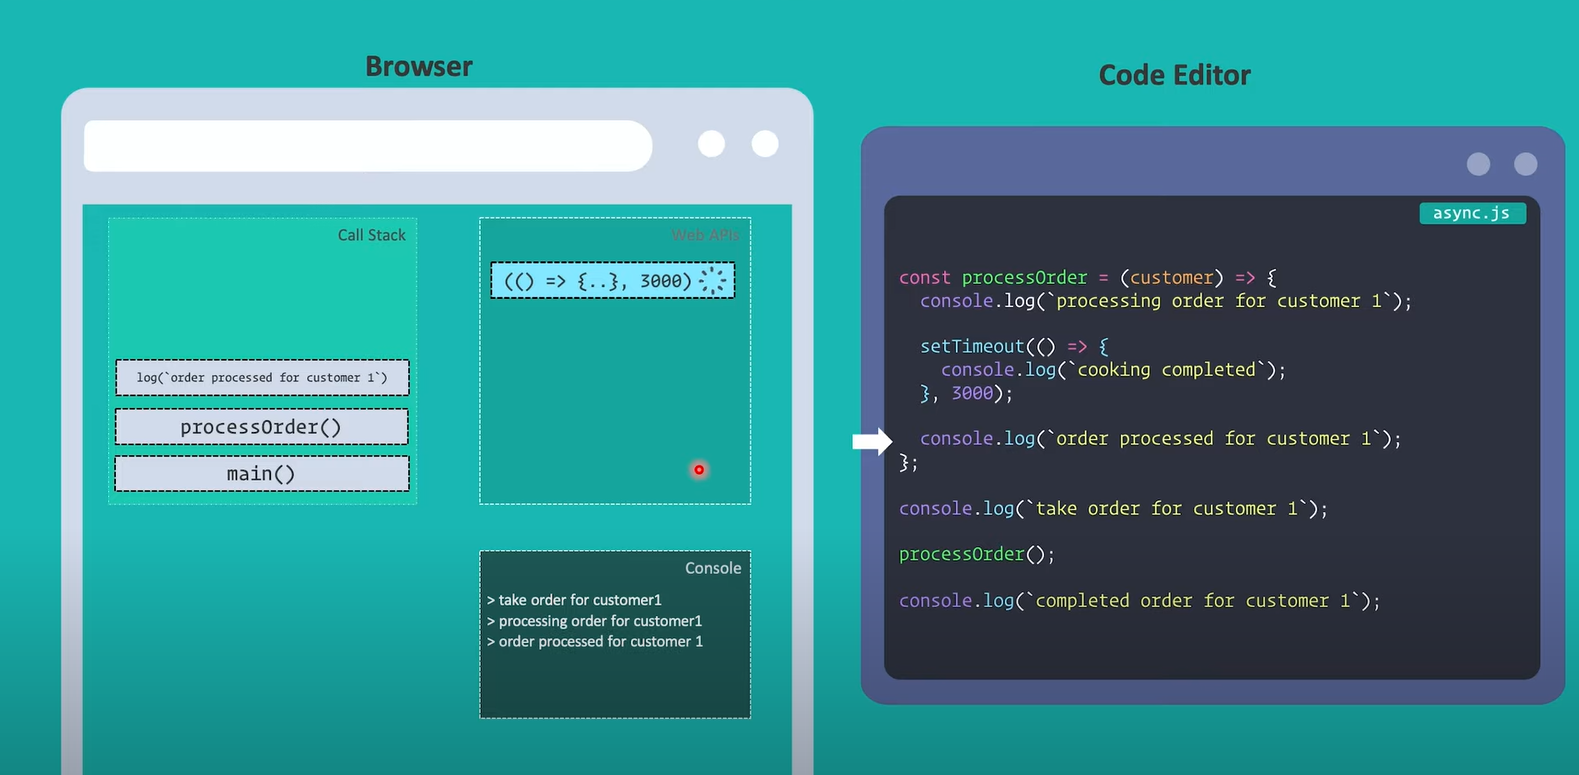 Browser
Call Stack
log(`order processed for customer 1`)
processOrder()
main()
Web APIs
(() => {..}, 3000)
Console
> take order for customer1
> processing order for customer1
> order processed for customer 1
Code Editor
async.js
const processOrder = (customer) => {
console.log(`processing order for customer 1`);
setTimeout(() => {
console.log(`cooking completed`);
}, 3000);
console.log(`order processed for customer 1`);
};
console.log(`take order for customer 1`);
processOrder();
console.log(`completed order for customer 1`);